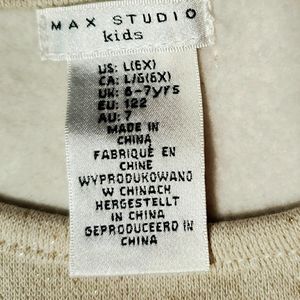 MAX STUDIO
kids
US: L(6X)
CA: L/G(6X)
UK: 6-7yrs
EU: 122
AU: 7
MADE IN
CHINA
FABRIQUÉ EN
CHINE
WYPRODUKOWANO
W CHINACH
HERGESTELLT
IN CHINA
GEPRODUCEERD IN
CHINA